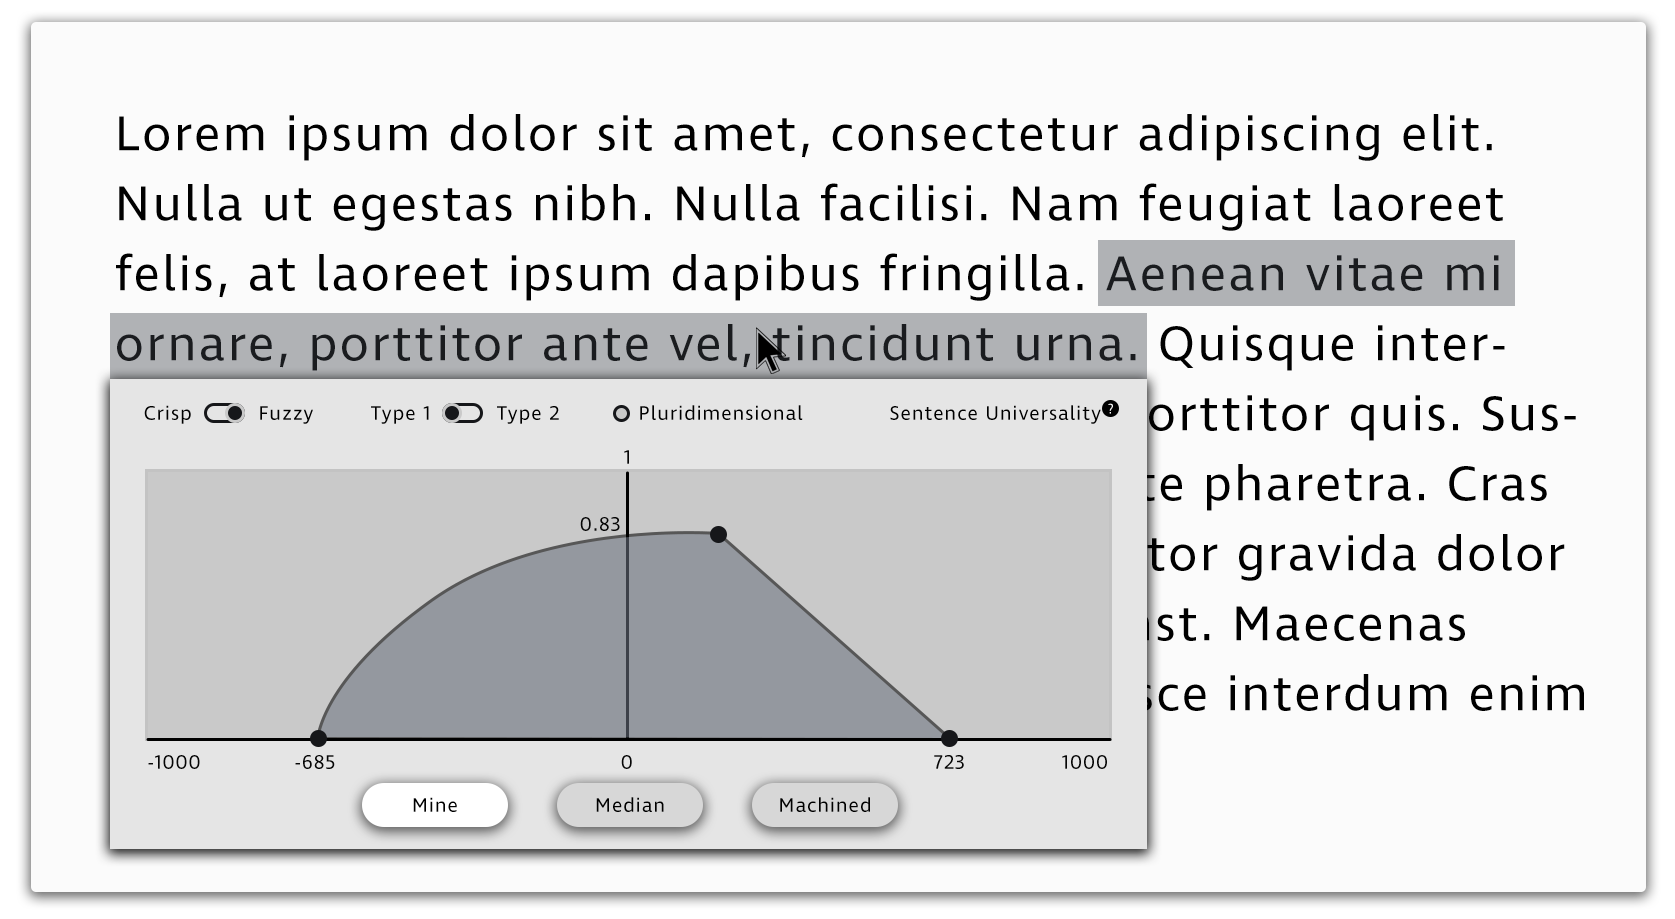 Lorem ipsum dolor sit amet, consectetur adipiscing elit.
Nulla ut egestas nibh. Nulla facilisi. Nam feugiat laoreet
felis, at laoreet ipsum dapibus fringilla. Aenean vitae mi
ornare, porttitor ante vel, tincidunt urna. Quisque inter-
orttitor quis. Sus-
pharetra. Cras
tor gravida dolor
st. Maecenas
sce interdum enim
Crisp Fuzzy Type 1 Type 2 Pluridimensional Sentence Universality ?
1
0.83
-1000 -685 0 723 1000
Mine Median Machined